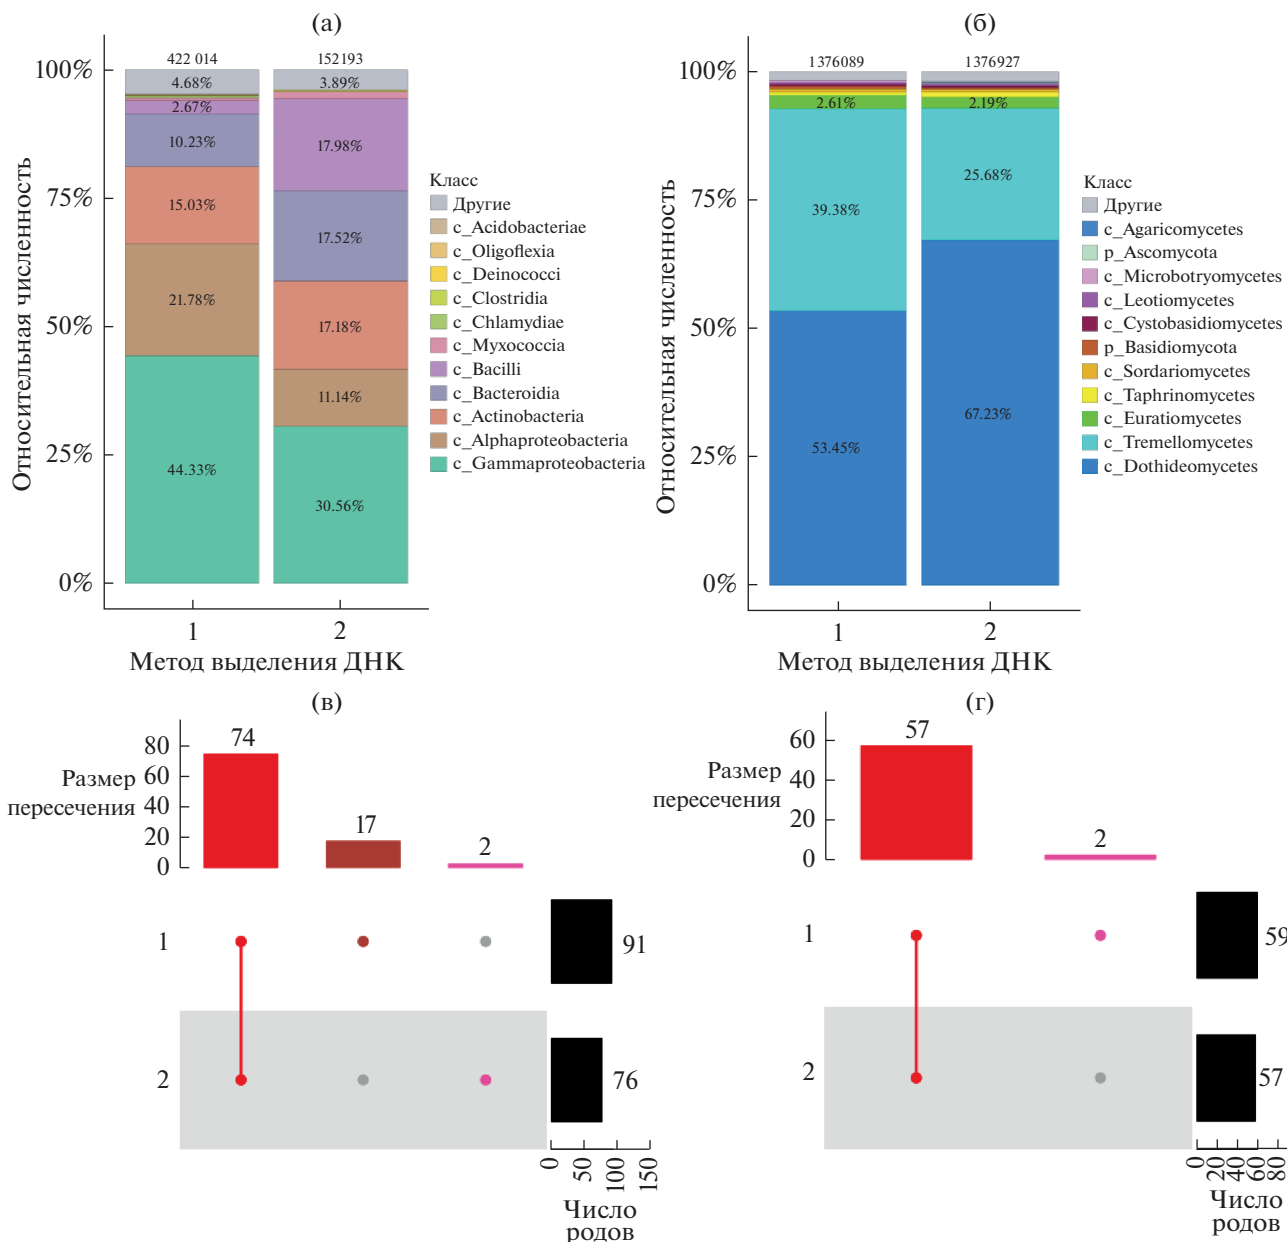 (а)
422 014
152193
100%
75%
50%
25%
0%
Относительная численность
4.68%
2.67%
10.23%
15.03%
21.78%
44.33%
3.89%
17.98%
17.52%
17.18%
11.14%
30.56%
1
2
Метод выделения ДНК
Класс
Другие
c_Acidobacteriae
c_Oligoflexia
c_Deinococci
c_Clostridia
c_Chlamydiae
c_Myxococcia
c_Bacilli
c_Bacteroidia
c_Actinobacteria
c_Alphaproteobacteria
c_Gammaproteobacteria
(б)
1376089
1376927
100%
75%
50%
25%
0%
Относительная численность
2.61%
39.38%
53.45%
2.19%
25.68%
67.23%
1
2
Метод выделения ДНК
Класс
Другие
c_Agaricomycetes
p_Ascomycota
c_Microbotryomycetes
c_Leotiomycetes
c_Cystobasidiomycetes
p_Basidiomycota
c_Sordariomycetes
c_Taphrinomycetes
c_Euratiomycetes
c_Tremellomycetes
c_Dothideomycetes
(в)
80
60
40
20
0
Размер
пересечения
74
17
2
1
2
91
76
0
50
100
150
Число
родов
(г)
60
40
20
0
Размер
пересечения
57
2
1
2
59
57
0
20
40
60
80
Число
родов